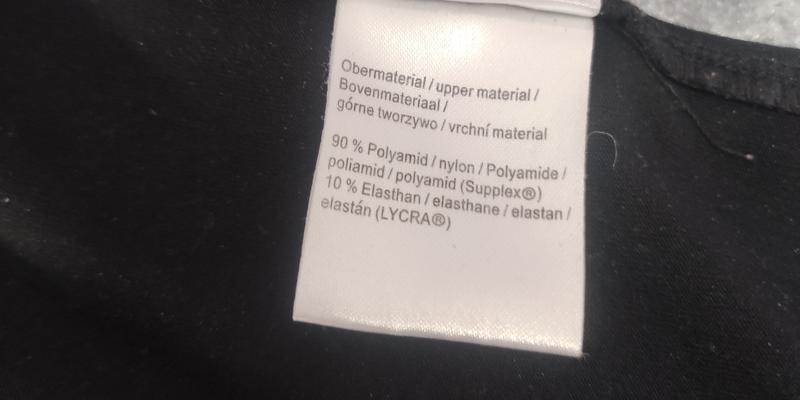 Obermaterial / upper material /
Bovenmateriaal /
górne tworzywo / vrchní material
90 % Polyamid / nylon / Polyamide /
poliamid / polyamid (Supplex®)
10 % Elasthan / elasthane / elastan /
elastán (LYCRA®)